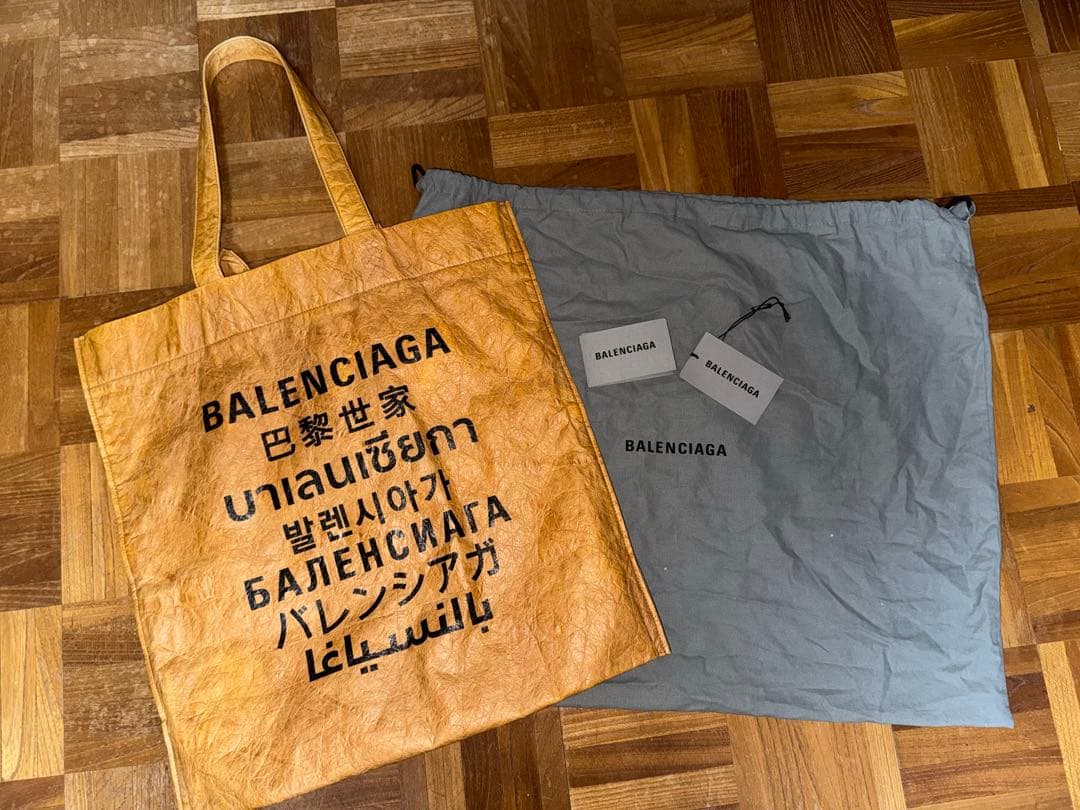 BALENCIAGA
巴黎世家
บาเลนเซียกา
발렌시아가
БАЛЕНСИАГА
バレンシアガ
بالنسياغا
BALENCIAGA
BALENCIAGA
BALENCIAGA